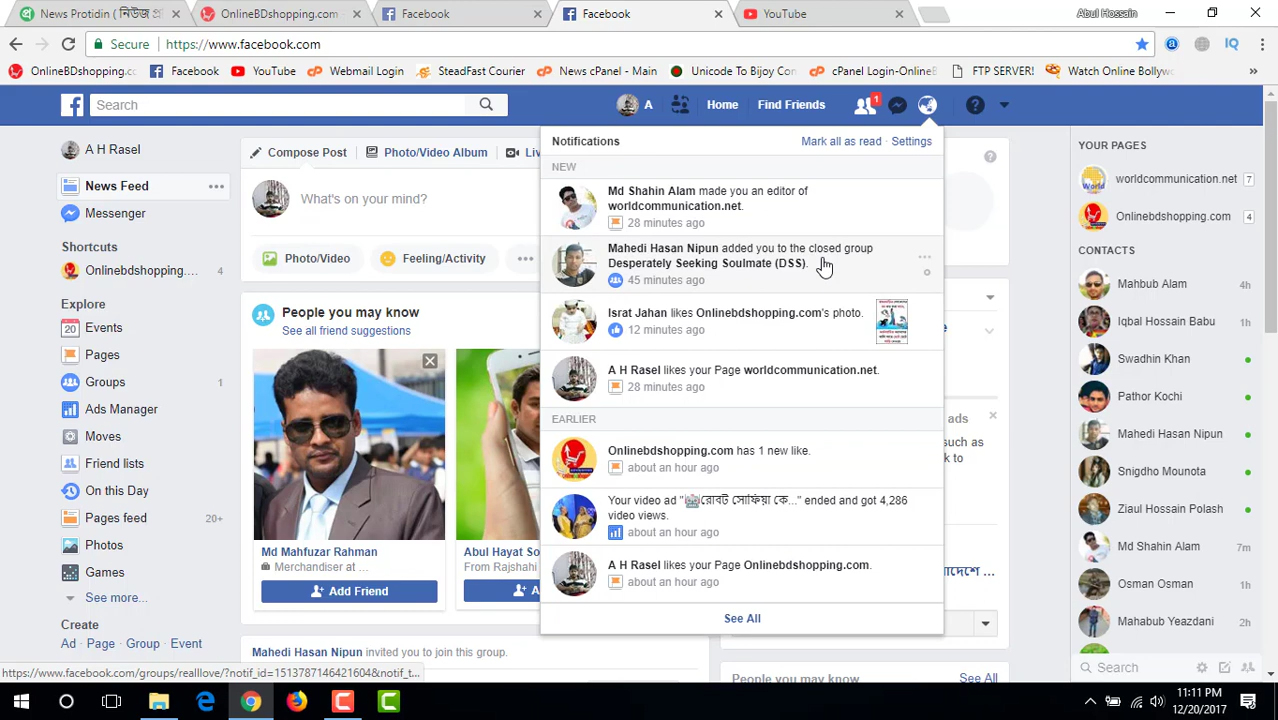 News Protidin ( নিউজ প্র
OnlineBDshopping.com -
Facebook
Facebook
YouTube
Abul Hossain
Secure
https://www.facebook.com
OnlineBDshopping.cc
Facebook
YouTube
Webmail Login
SteadFast Courier
News cPanel - Main
Unicode To Bijoy Con
cPanel Login-OnlineB
FTP SERVER!
Watch Online Bollyw
Search
A
Home
Find Friends
1
A H Rasel
News Feed
Messenger
Shortcuts
Onlinebdshopping....
Explore
20 Events
Pages
Groups 1
Ads Manager
Moves
Friend lists
On this Day
Pages feed 20+
Photos
Games
See more...
Create
Ad · Page · Group · Event
Compose Post
Photo/Video Album
Liv
What's on your mind?
Photo/Video
Feeling/Activity
People you may know
See all friend suggestions
Md Mahfuzar Rahman
Merchandiser at ...
Add Friend
Abul Hayat So
From Rajshahi
A
Mahedi Hasan Nipun invited you to join this group.
Notifications
Mark all as read · Settings
NEW
Md Shahin Alam made you an editor of
worldcommunication.net.
28 minutes ago
Mahedi Hasan Nipun added you to the closed group
Desperately Seeking Soulmate (DSS).
45 minutes ago
Israt Jahan likes Onlinebdshopping.com's photo.
12 minutes ago
A H Rasel likes your Page worldcommunication.net.
28 minutes ago
EARLIER
Onlinebdshopping.com has 1 new like.
about an hour ago
Your video ad "🤖রোবট সোফিয়া কে..." ended and got 4,286
video views.
about an hour ago
A H Rasel likes your Page Onlinebdshopping.com.
about an hour ago
See All
ads
such as
k to
People you may know
See All
YOUR PAGES
worldcommunication.net 7
Onlinebdshopping.com 4
CONTACTS
Mahbub Alam 4h
Iqbal Hossain Babu 1h
Swadhin Khan
Pathor Kochi
Mahedi Hasan Nipun
Snigdho Mounota
Ziaul Hossain Polash
Md Shahin Alam 7m
Osman Osman 1h
Mahabub Yeazdani 1h
Search
https://www.facebook.com/groups/realllove/?notif_id=1513787146421604&notif_t...
11:11 PM
12/20/2017